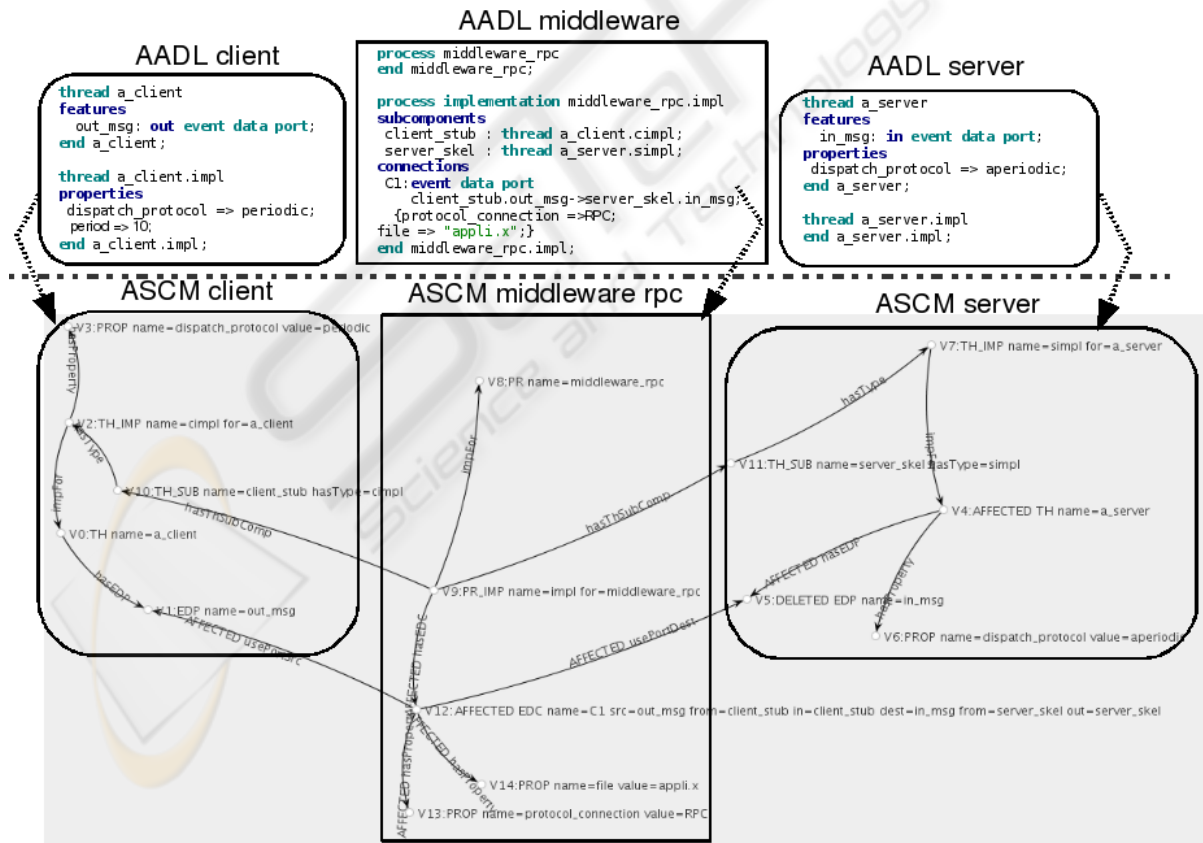 AADL middleware
AADL client
AADL server
thread a_client
features
out_msg: out event data port;
end a_client;
thread a_client.impl
properties
dispatch_protocol => periodic;
period => 10;
end a_client.impl;
process middleware_rpc
end middleware_rpc;
process implementation middleware_rpc.impl
subcomponents
client_stub : thread a_client.cimpl;
server_skel : thread a_server.simpl;
connections
C1:event data port
client_stub.out_msg->server_skel.in_msg;
{protocol_connection =>RPC;
file => "appli.x";}
end middleware_rpc.impl;
thread a_server
features
in_msg: in event data port;
properties
dispatch_protocol => aperiodic;
end a_server;
thread a_server.impl
end a_server.impl;
ASCM client
ASCM middleware rpc
ASCM server
V3:PROP name=dispatch_protocol value=periodic
hasProperty
V2:TH_IMP name=cimpl for=a_client
hasType
V10:TH_SUB name=client_stub hasType=cimpl
impFor
V0:TH name=a_client
hasEDP
V1:EDP name=out_msg
AFFECTED usePortSrc
hasThSubComp
V8:PR name=middleware_rpc
impFor
hasThSubComp
V9:PR_IMP name=impl for=middleware_rpc
AFFECTED hasEDC
AFFECTED usePortDest
V12:AFFECTED EDC name=C1 src=out_msg from=client_stub in=client_stub dest=in_msg from=server_skel out=server_skel
AFFECTED hasProperty
AFFECTED hasProperty
V14:PROP name=file value=appli.x
V13:PROP name=protocol_connection value=RPC
V7:TH_IMP name=simpl for=a_server
hasType
V11:TH_SUB name=server_skel hasType=simpl
impFor
V4:AFFECTED TH name=a_server
AFFECTED hasEDP
V5:DELETED EDP name=in_msg
hasProperty
V6:PROP name=dispatch_protocol value=aperiodic
Science and Technology